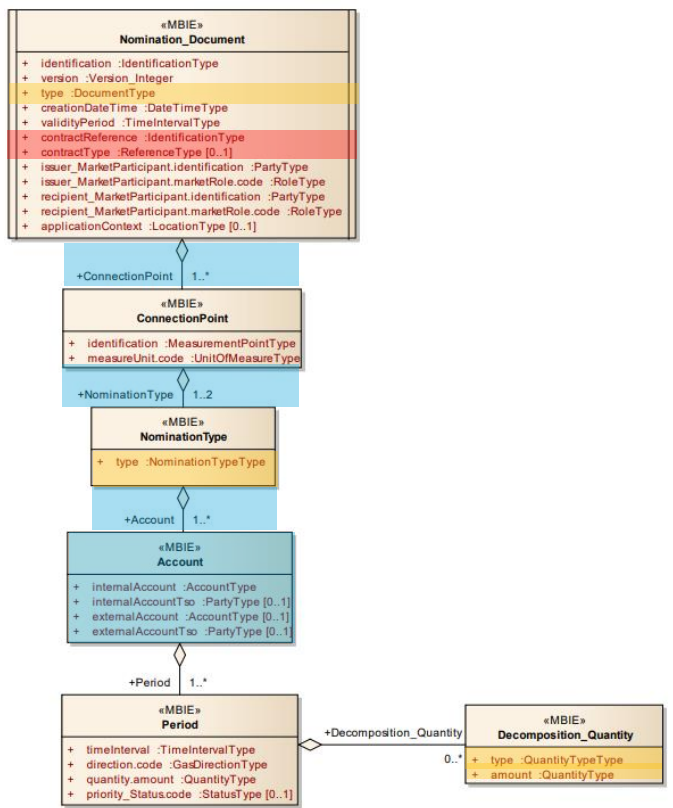 «MBIE»
Nomination_Document
+ identification :IdentificationType
+ version :Version_Integer
+ type :DocumentType
+ creationDateTime :DateTimeType
+ validityPeriod :TimeIntervalType
+ contractReference :IdentificationType
+ contractType :ReferenceType [0..1]
+ issuer_MarketParticipant.identification :PartyType
+ issuer_MarketParticipant.marketRole.code :RoleType
+ recipient_MarketParticipant.identification :PartyType
+ recipient_MarketParticipant.marketRole.code :RoleType
+ applicationContext :LocationType [0..1]
+ConnectionPoint 1..*
«MBIE»
ConnectionPoint
+ identification :MeasurementPointType
+ measureUnit.code :UnitOfMeasureType
+NominationType 1..2
«MBIE»
NominationType
+ type :NominationTypeType
+Account 1..*
«MBIE»
Account
+ internalAccount :AccountType
+ internalAccountTso :PartyType [0..1]
+ externalAccount :AccountType [0..1]
+ externalAccountTso :PartyType [0..1]
+Period 1..*
«MBIE»
Period
+ timeInterval :TimeIntervalType
+ direction.code :GasDirectionType
+ quantity.amount :QuantityType
+ priority_Status.code :StatusType [0..1]
+Decomposition_Quantity
0..*
«MBIE»
Decomposition_Quantity
+ type :QuantityTypeType
+ amount :QuantityType